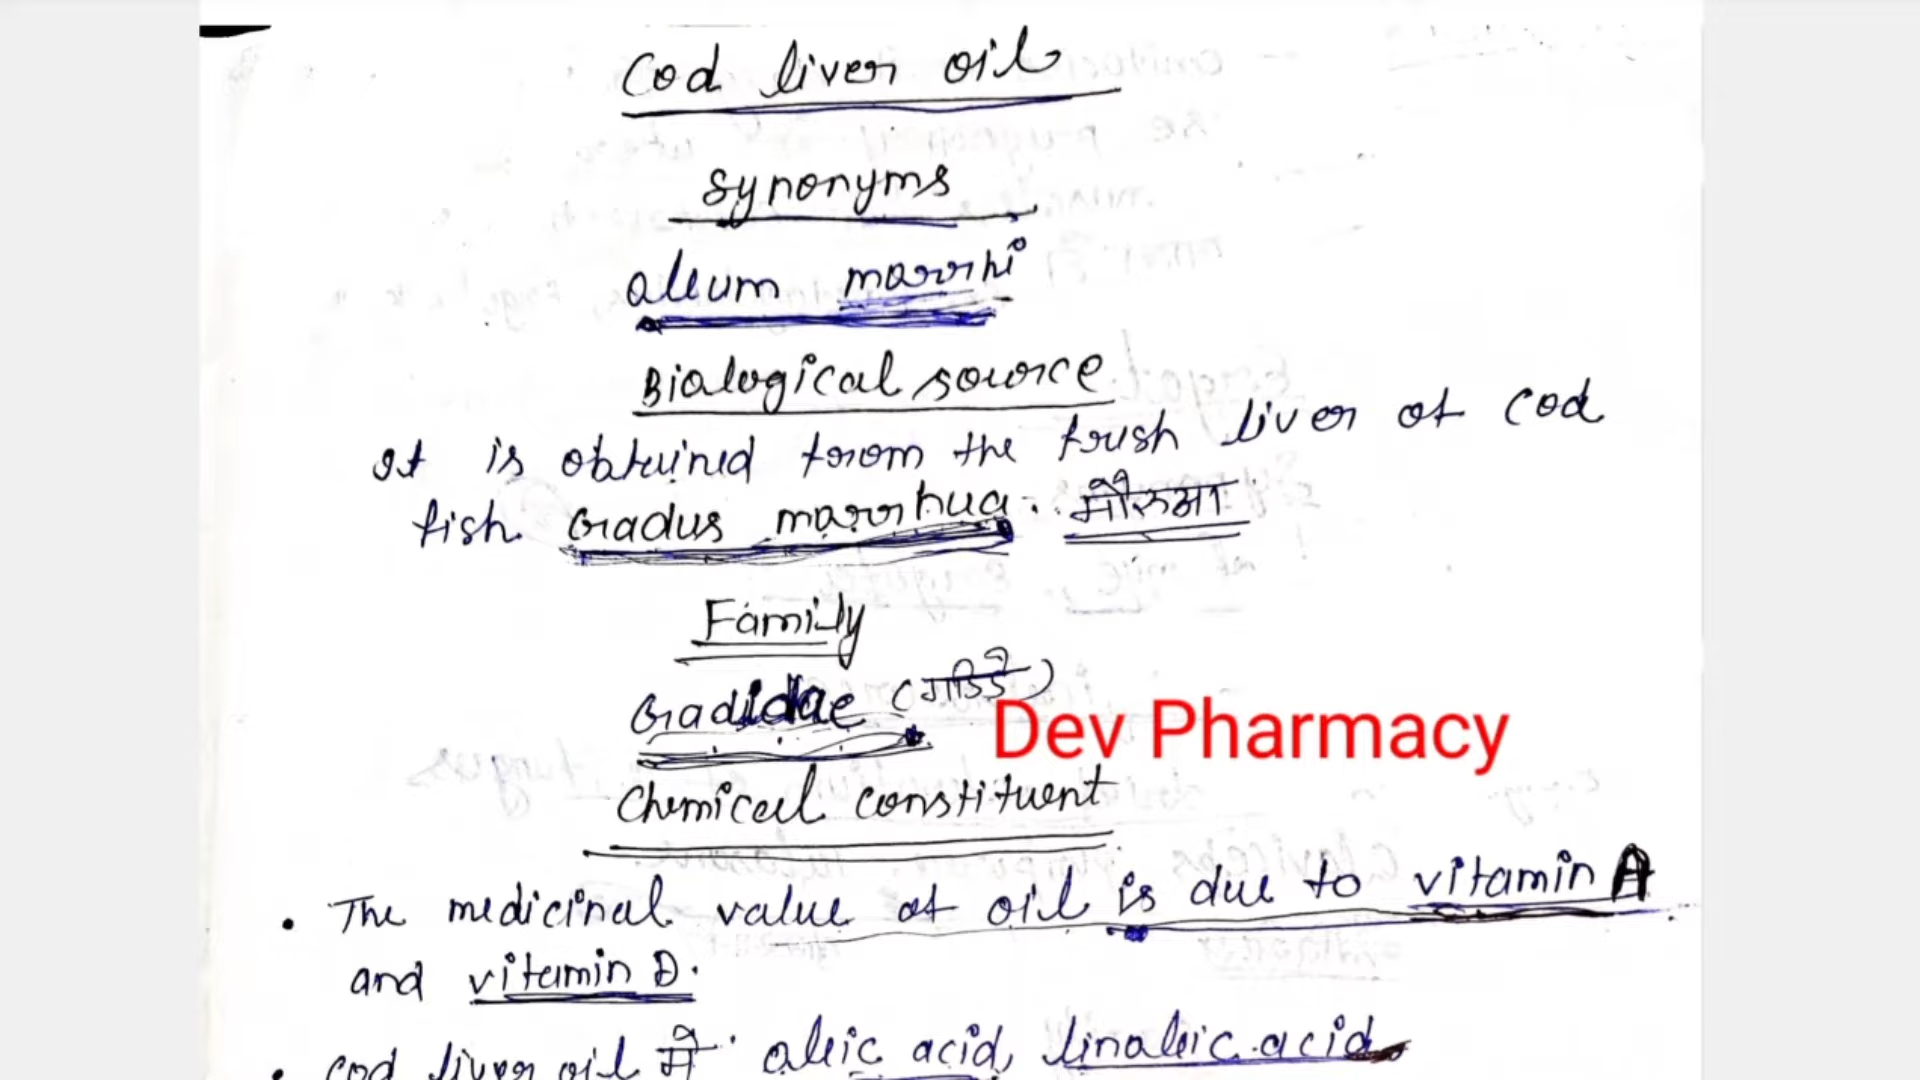 Cod liver oil
Synonyms
oleum morrhi
Biological source
It is obtained from the fresh liver of cod
fish. Gradus morrhua. मौरूआ
Family
Gradidae (गाडिडे)
Dev Pharmacy
Chemical constituent
• The medicinal value of oil is due to vitamin A
and vitamin D.
• cod liver oil में oleic acid, linoleic acid